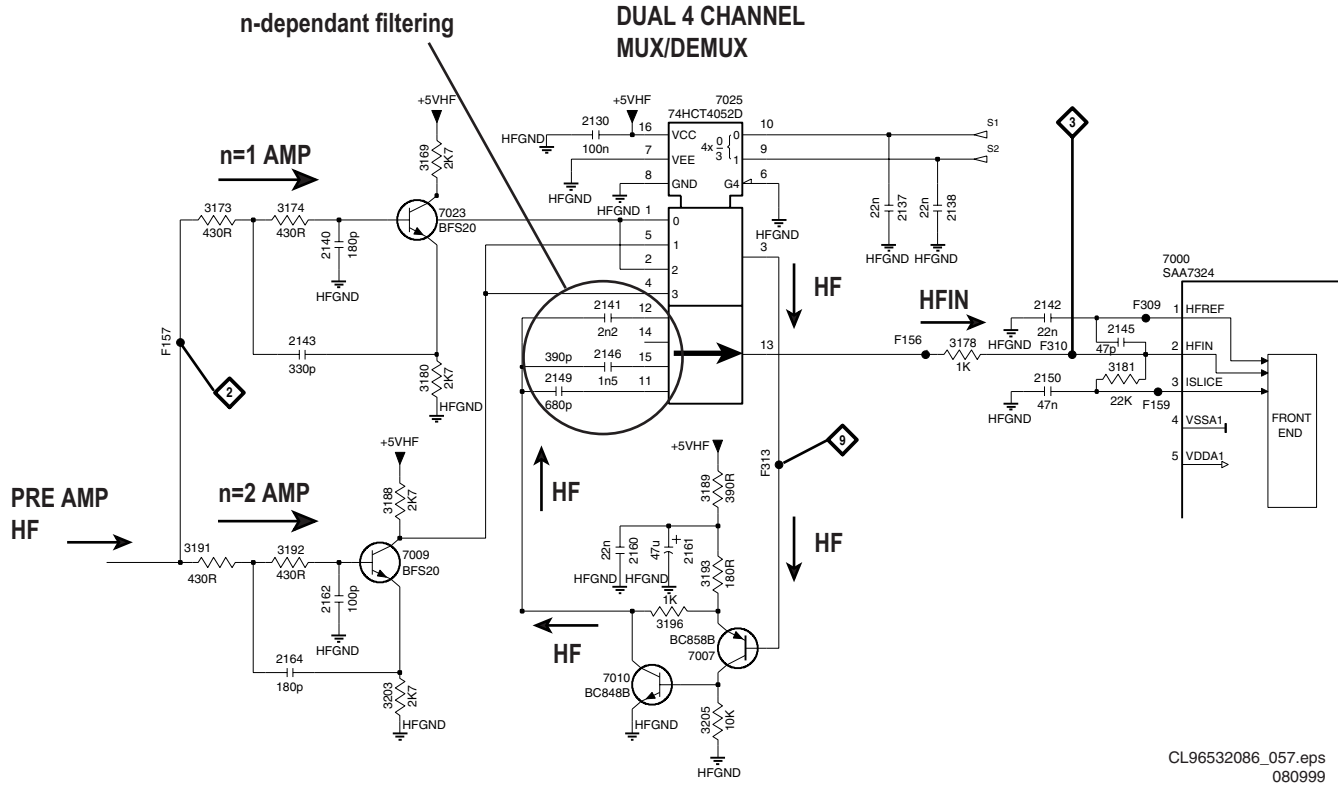 n-dependant filtering
DUAL 4 CHANNEL
MUX/DEMUX
+5VHF
3169
2K7
n=1 AMP
3173
430R
3174
430R
2140
180p
HFGND
7023
BFS20
2143
330p
3180
2K7
HFGND
F157
2
HFGND
2130
100n
+5VHF
7025
74HCT4052D
16
VCC
7
VEE
8
GND
HFGND
HFGND
4x
0
3
0
1
G4
10
9
6
HFGND
S1
S2
22n
2137
22n
2138
HFGND
HFGND
1
0
5
1
2
2
4
3
3
12
14
15
11
13
2141
2n2
390p
2146
1n5
2149
680p
HF
HFIN
3
F156
3178
1K
F310
HFGND
2142
22n
2145
47p
F309
HFGND
2150
47n
3181
22K
F159
7000
SAA7324
1
HFREF
2
HFIN
3
ISLICE
4
VSSA1
5
VDDA1
FRONT
END
PRE AMP
HF
n=2 AMP
+5VHF
3188
2K7
3191
430R
3192
430R
2162
100p
HFGND
7009
BFS20
2164
180p
3203
2K7
HFGND
HF
+5VHF
3189
390R
F313
9
22n
2160
47u
+
2161
HFGND
HFGND
3193
180R
HF
1K
3196
HF
BC858B
7007
7010
BC848B
HFGND
3205
10K
HFGND
CL96532086_057.eps
080999